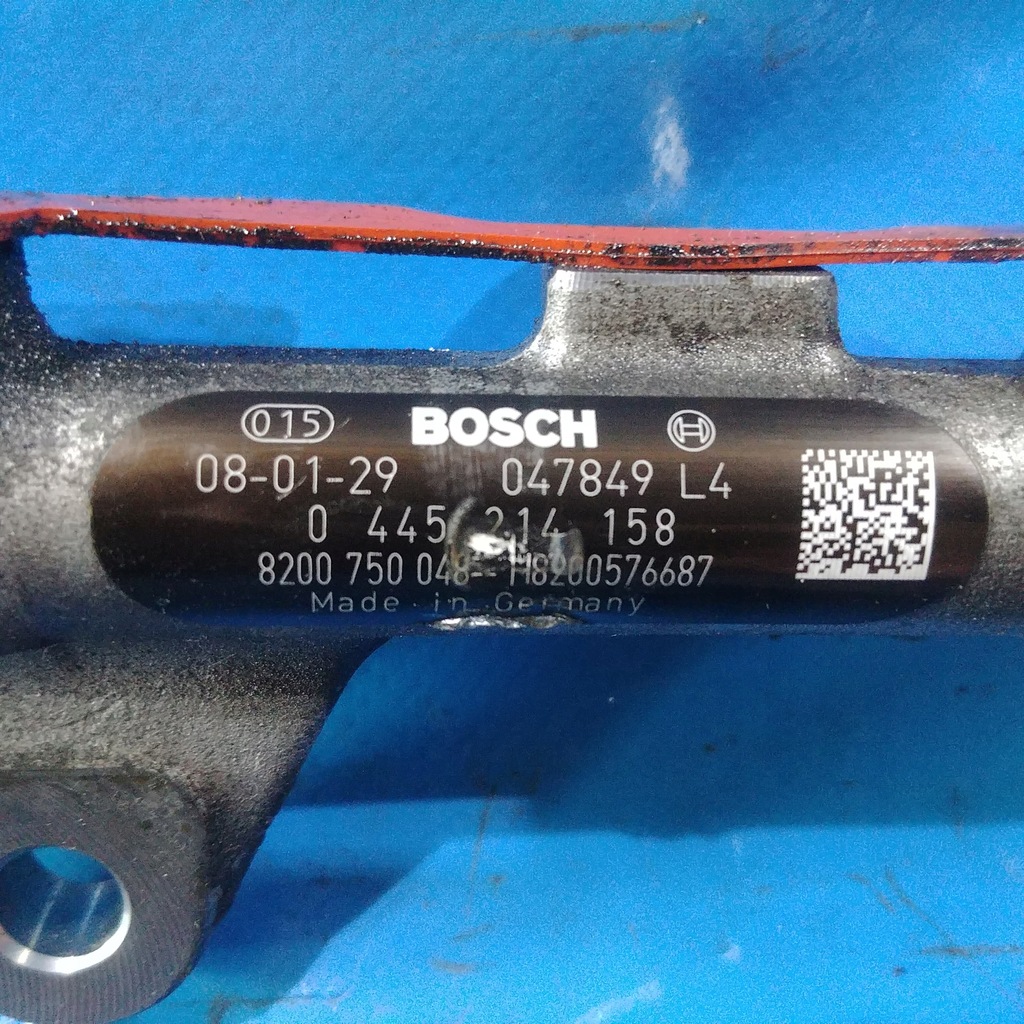 015 BOSCH
08-01-29 047849 L4
0 445 214 158
8200 750 048-- H8200576687
Made in Germany